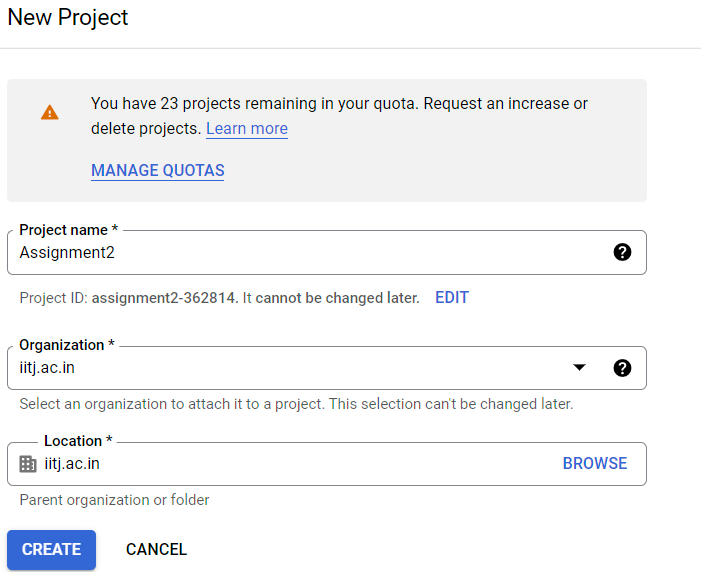 New Project
You have 23 projects remaining in your quota. Request an increase or
delete projects. Learn more
MANAGE QUOTAS
Project name *
Assignment2
Project ID: assignment2-362814. It cannot be changed later. EDIT
Organization *
iitj.ac.in
Select an organization to attach it to a project. This selection can't be changed later.
Location *
iitj.ac.in BROWSE
Parent organization or folder
CREATE CANCEL